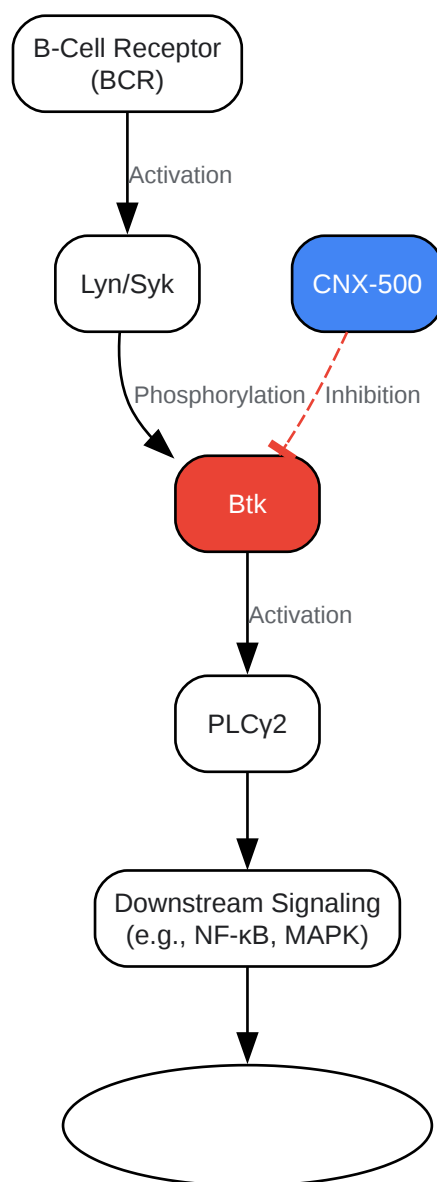 B-Cell Receptor
(BCR)
Activation
Lyn/Syk
CNX-500
Phosphorylation
Inhibition
Btk
Activation
PLCγ2
Downstream Signaling
(e.g., NF-κB, MAPK)